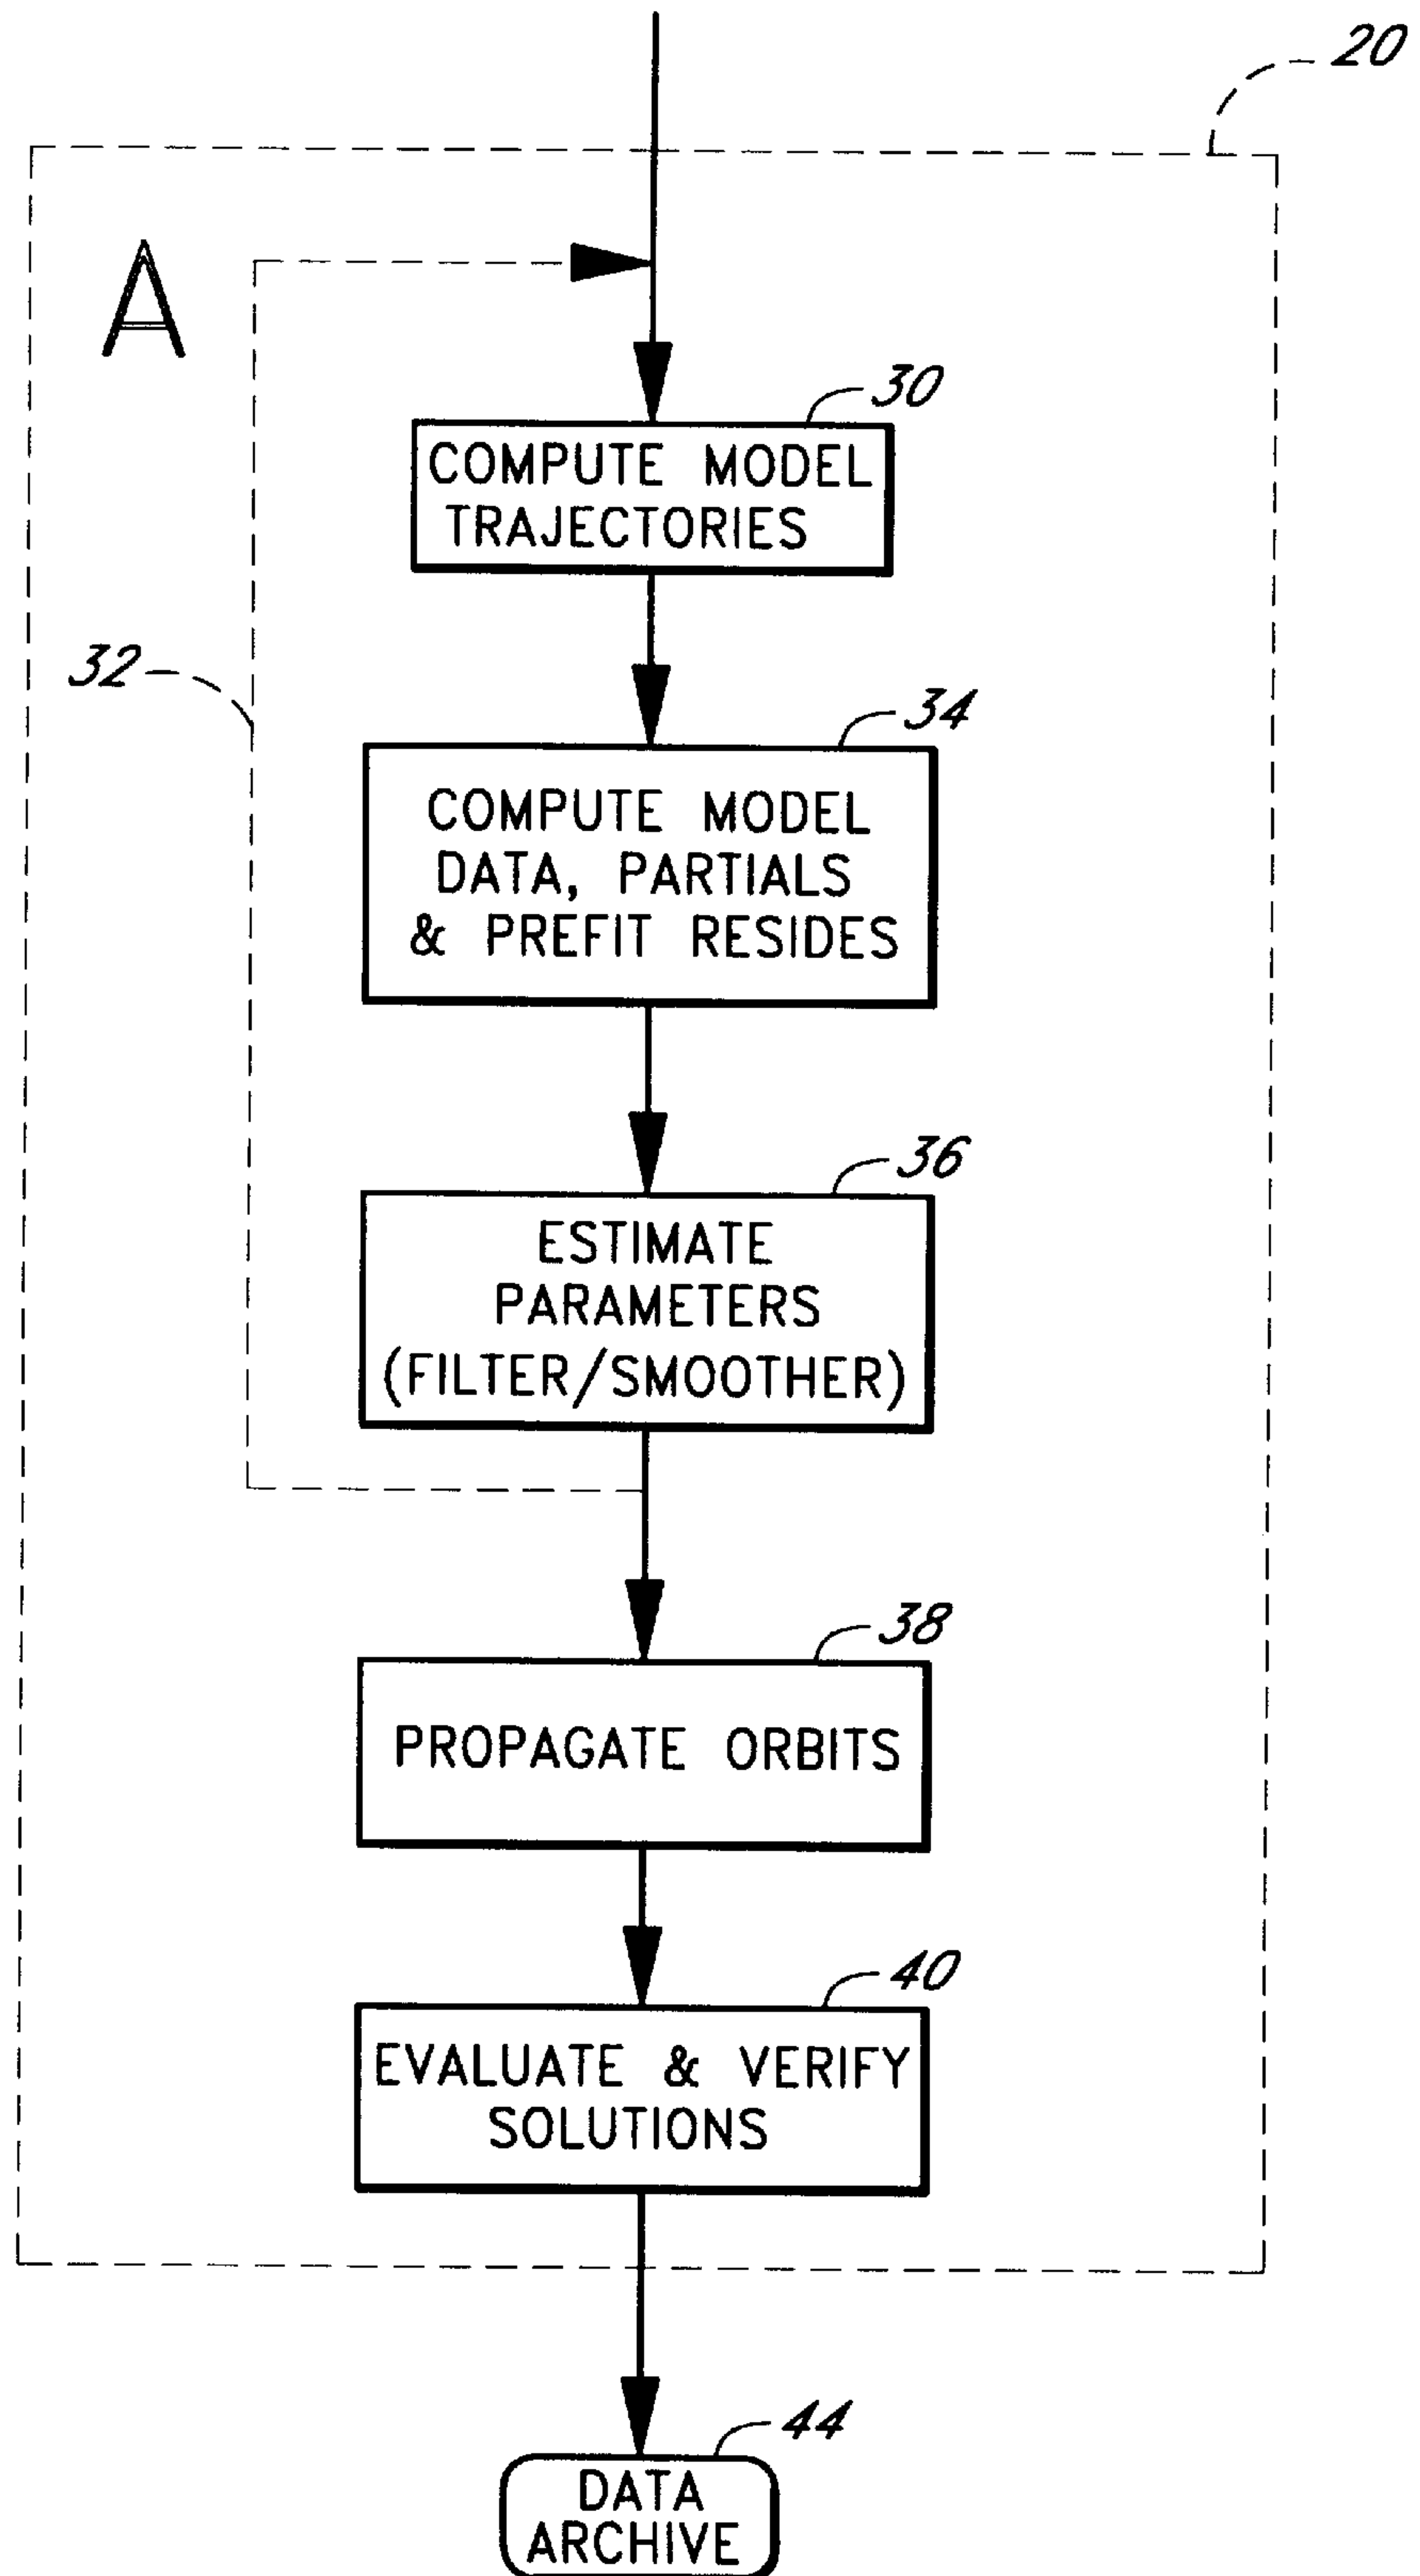 20
A
30
COMPUTE MODEL
TRAJECTORIES
32
34
COMPUTE MODEL
DATA, PARTIALS
& PREFIT RESIDES
36
ESTIMATE
PARAMETERS
(FILTER/SMOOTHER)
38
PROPAGATE ORBITS
40
EVALUATE & VERIFY
SOLUTIONS
44
DATA
ARCHIVE